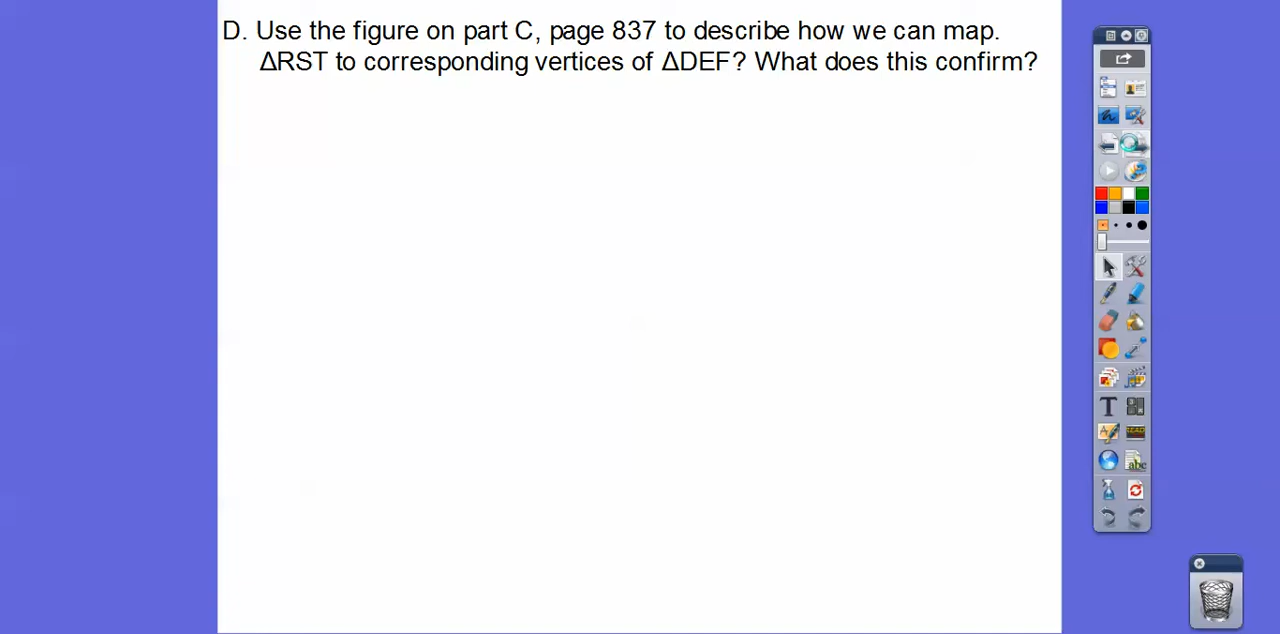 D. Use the figure on part C, page 837 to describe how we can map.
ΔRST to corresponding vertices of ΔDEF? What does this confirm?